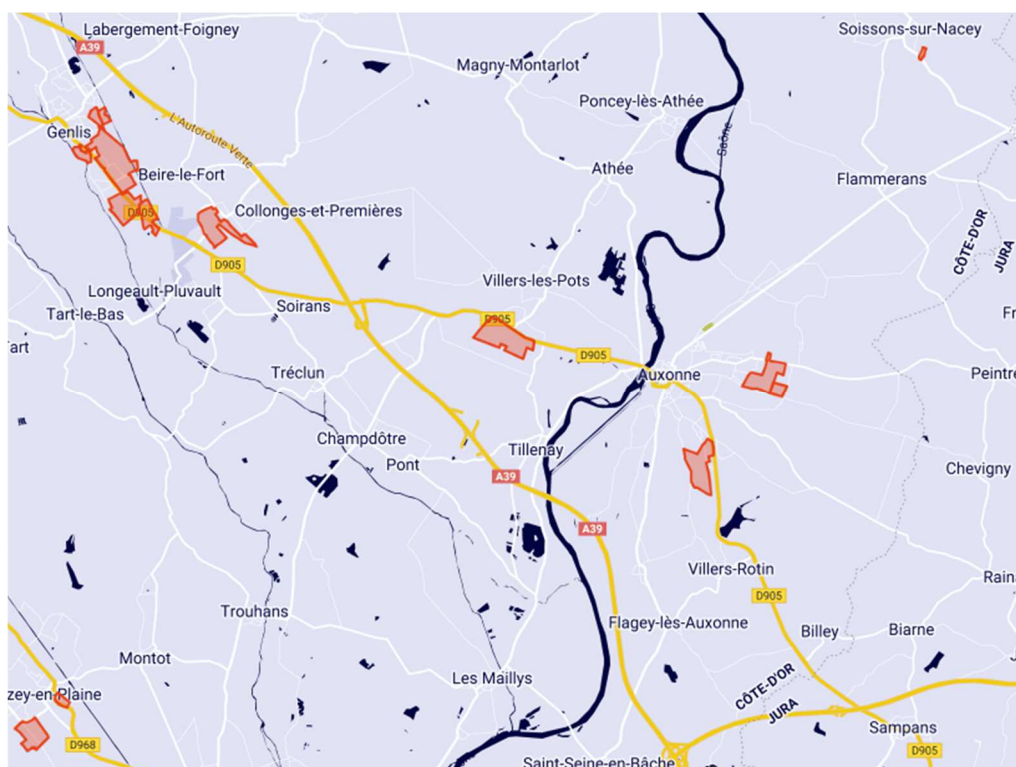 Labergement-Foigney
Soissons-sur-Nacey
A39
Magny-Montarlot
Poncey-lès-Athée
L'Autoroute Verte
Genlis
Saône
Beire-le-Fort
Athée
Flammerans
D905
Collonges-et-Premières
CÔTE-D'OR
JURA
D905
Villers-les-Pots
Longeault-Pluvault
Soirans
Tart-le-Bas
D905
art
D905
Tréclun
Auxonne
Peintre
Champdôtre
Pont
Tillenay
Chevigny
A39
A39
Villers-Rotin
Rain
D905
Trouhans
Flagey-lès-Auxonne
Billey
Biarne
Montot
Les Maillys
CÔTE-D'OR
JURA
zey-en-Plaine
D968
Sampans
D905
Saint-Seine-en-Bâche